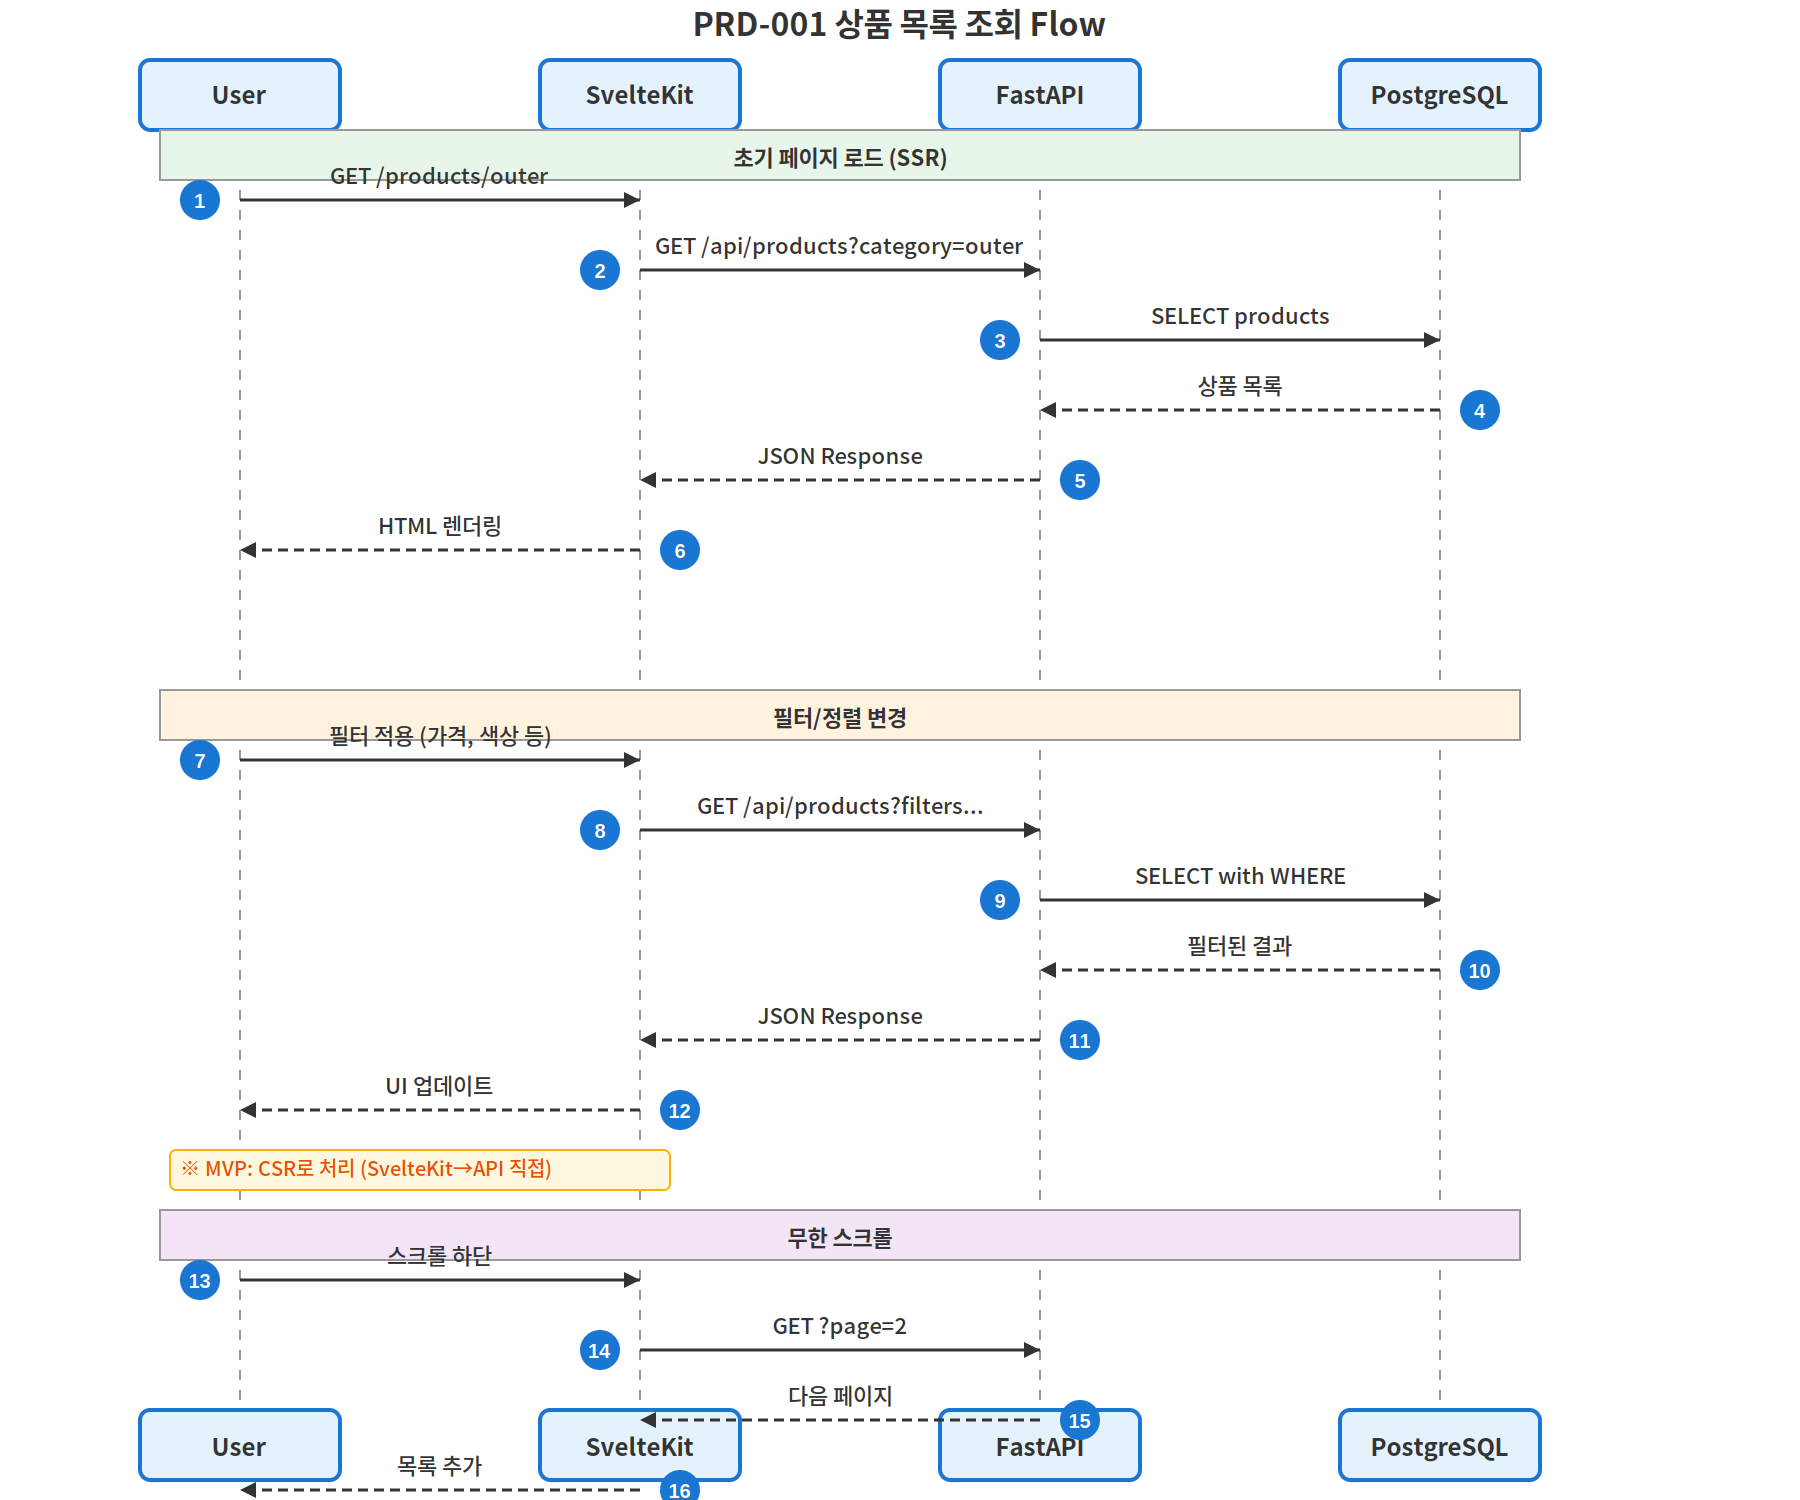 PRD-001 상품 목록 조회 Flow
User
SvelteKit
FastAPI
PostgreSQL
초기 페이지 로드 (SSR)
GET /products/outer
1
GET /api/products?category=outer
2
SELECT products
3
상품 목록
4
JSON Response
5
HTML 렌더링
6
필터/정렬 변경
필터 적용 (가격, 색상 등)
7
GET /api/products?filters...
8
SELECT with WHERE
9
필터된 결과
10
JSON Response
11
UI 업데이트
12
※ MVP: CSR로 처리 (SvelteKit→API 직접)
무한 스크롤
스크롤 하단
13
GET ?page=2
14
다음 페이지
15
User
SvelteKit
FastAPI
PostgreSQL
목록 추가
16